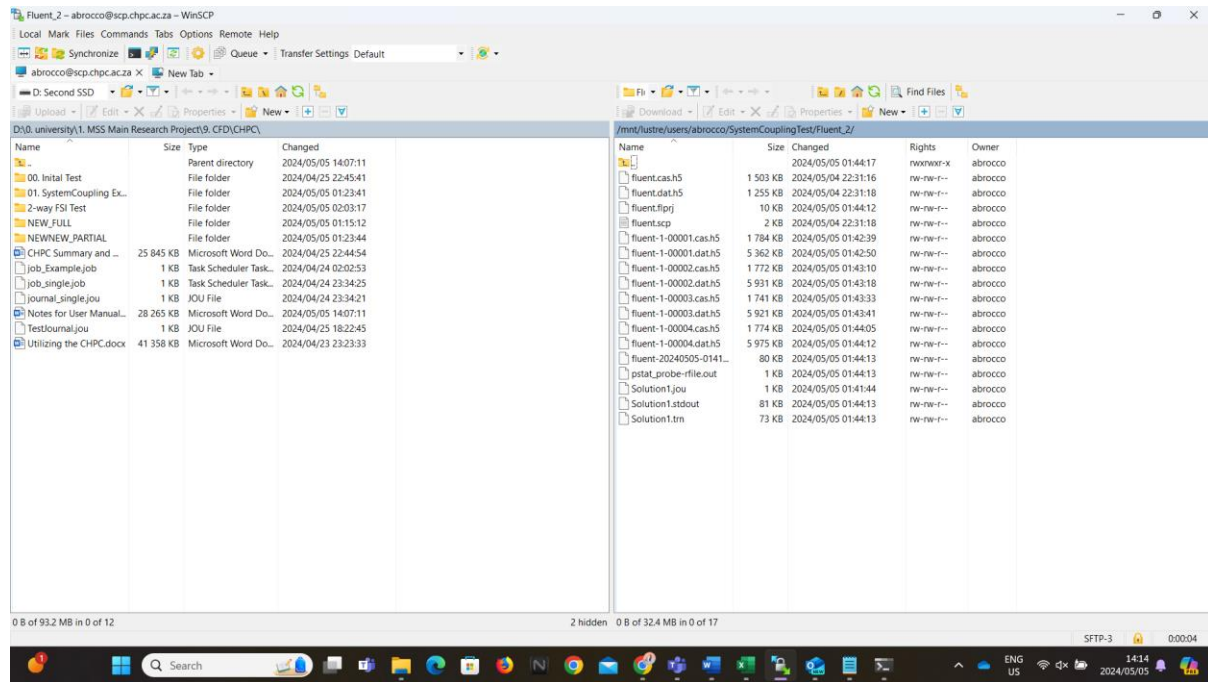 Fluent_2 – abrocco@scp.chpc.ac.za – WinSCP
Local Mark Files Commands Tabs Options Remote Help
Synchronize Queue Transfer Settings Default
abrocco@scp.chpc.ac.za × New Tab
D: Second SSD
Upload Edit Properties New
D:\0. university\1. MSS Main Research Project\9. CFD\CHPC\
Name Size Type Changed
.. Parent directory 2024/05/05 14:07:11
00. Inital Test File folder 2024/04/25 22:45:41
01. SystemCoupling Ex... File folder 2024/05/05 01:23:41
2-way FSI Test File folder 2024/05/05 02:03:17
NEW_FULL File folder 2024/05/05 01:15:12
NEWNEW_PARTIAL File folder 2024/05/05 01:23:44
CHPC Summary and ... 25 845 KB Microsoft Word Do... 2024/04/25 22:44:54
job_Example.job 1 KB Task Scheduler Task... 2024/04/24 02:02:53
job_single.job 1 KB Task Scheduler Task... 2024/04/24 23:34:25
journal_single.jou 1 KB JOU File 2024/04/24 23:34:21
Notes for User Manual... 28 265 KB Microsoft Word Do... 2024/05/05 14:07:11
TestJournal.jou 1 KB JOU File 2024/04/25 18:22:45
Utilizing the CHPC.docx 41 358 KB Microsoft Word Do... 2024/04/23 23:23:33
0 B of 93.2 MB in 0 of 12
2 hidden
Flu Find Files
Download Edit Properties New
/mnt/lustre/users/abrocco/SystemCouplingTest/Fluent_2/
Name Size Changed Rights Owner
.. 2024/05/05 01:44:17 rwxrwxr-x abrocco
fluent.cas.h5 1 503 KB 2024/05/04 22:31:16 rw-rw-r-- abrocco
fluent.dat.h5 1 255 KB 2024/05/04 22:31:18 rw-rw-r-- abrocco
fluent.flprj 10 KB 2024/05/05 01:44:12 rw-rw-r-- abrocco
fluent.scp 2 KB 2024/05/04 22:31:18 rw-rw-r-- abrocco
fluent-1-00001.cas.h5 1 784 KB 2024/05/05 01:42:39 rw-rw-r-- abrocco
fluent-1-00001.dat.h5 5 362 KB 2024/05/05 01:42:50 rw-rw-r-- abrocco
fluent-1-00002.cas.h5 1 772 KB 2024/05/05 01:43:10 rw-rw-r-- abrocco
fluent-1-00002.dat.h5 5 931 KB 2024/05/05 01:43:18 rw-rw-r-- abrocco
fluent-1-00003.cas.h5 1 741 KB 2024/05/05 01:43:33 rw-rw-r-- abrocco
fluent-1-00003.dat.h5 5 921 KB 2024/05/05 01:43:41 rw-rw-r-- abrocco
fluent-1-00004.cas.h5 1 774 KB 2024/05/05 01:44:05 rw-rw-r-- abrocco
fluent-1-00004.dat.h5 5 975 KB 2024/05/05 01:44:12 rw-rw-r-- abrocco
fluent-20240505-0141... 80 KB 2024/05/05 01:44:13 rw-rw-r-- abrocco
pstat_probe-rfile.out 1 KB 2024/05/05 01:44:13 rw-rw-r-- abrocco
Solution1.jou 1 KB 2024/05/05 01:41:44 rw-rw-r-- abrocco
Solution1.stdout 81 KB 2024/05/05 01:44:13 rw-rw-r-- abrocco
Solution1.trn 73 KB 2024/05/05 01:44:13 rw-rw-r-- abrocco
0 B of 32.4 MB in 0 of 17
SFTP-3 0:00:04
Search
ENG US 14:14 2024/05/05